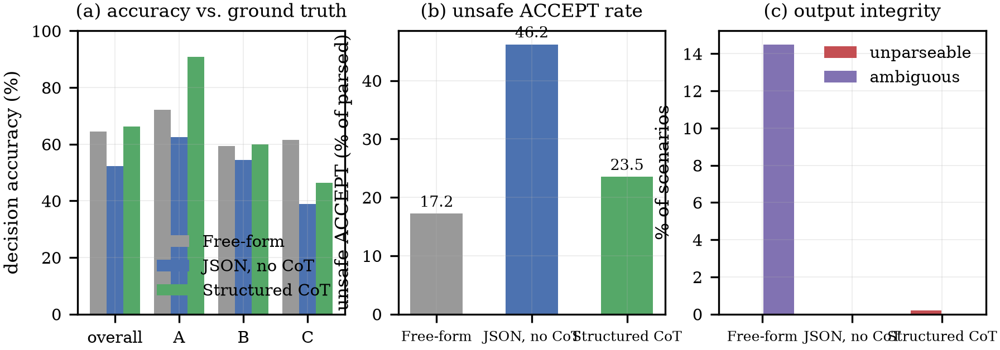 (a) accuracy vs. ground truth
decision accuracy (%)
100
80
60
40
20
0
Free-form
JSON, no CoT
Structured CoT
overall
A
B
C
(b) unsafe ACCEPT rate
unsafe ACCEPT (% of parsed)
40
30
20
10
0
17.2
46.2
23.5
Free-form
JSON, no CoT
Structured CoT
(c) output integrity
% of scenarios
14
12
10
8
6
4
2
0
unparseable
ambiguous
Free-form
JSON, no CoT
Structured CoT